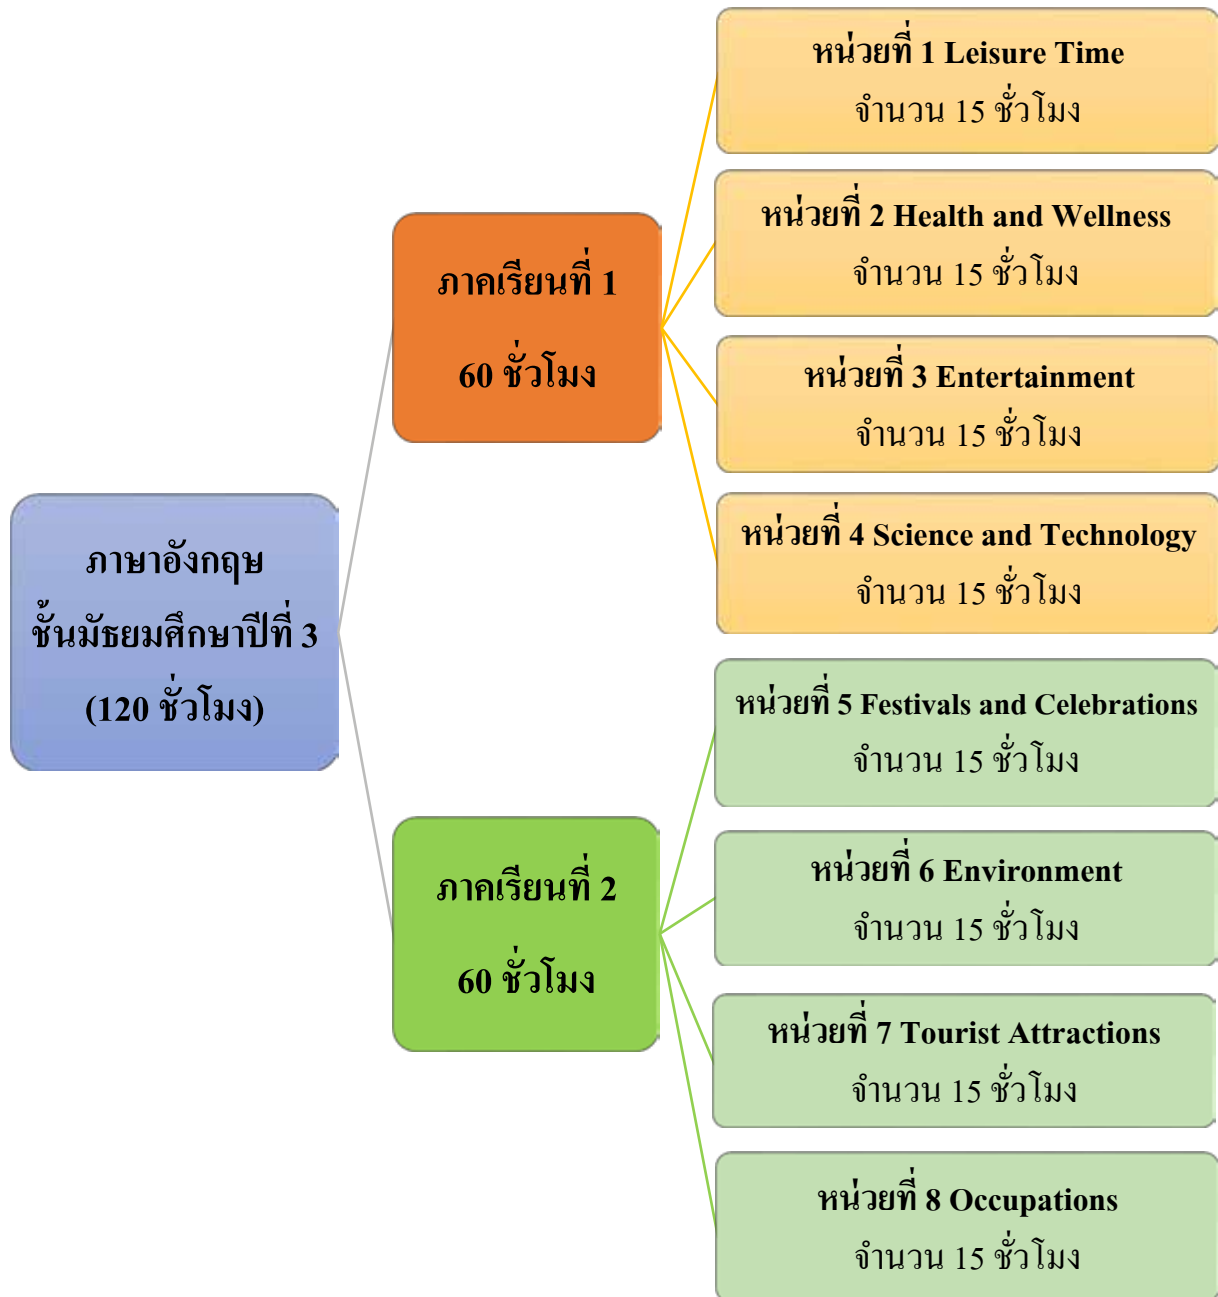 ภาษาอังกฤษ
ชั้นมัธยมศึกษาปีที่ 3
(120 ชั่วโมง)
ภาคเรียนที่ 1
60 ชั่วโมง
หน่วยที่ 1 Leisure Time
จำนวน 15 ชั่วโมง
หน่วยที่ 2 Health and Wellness
จำนวน 15 ชั่วโมง
หน่วยที่ 3 Entertainment
จำนวน 15 ชั่วโมง
หน่วยที่ 4 Science and Technology
จำนวน 15 ชั่วโมง
ภาคเรียนที่ 2
60 ชั่วโมง
หน่วยที่ 5 Festivals and Celebrations
จำนวน 15 ชั่วโมง
หน่วยที่ 6 Environment
จำนวน 15 ชั่วโมง
หน่วยที่ 7 Tourist Attractions
จำนวน 15 ชั่วโมง
หน่วยที่ 8 Occupations
จำนวน 15 ชั่วโมง